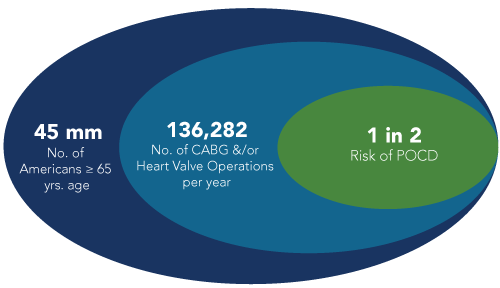 45 mm
No. of
Americans ≥ 65
yrs. age
136,282
No. of CABG &/or
Heart Valve Operations
per year
1 in 2
Risk of POCD